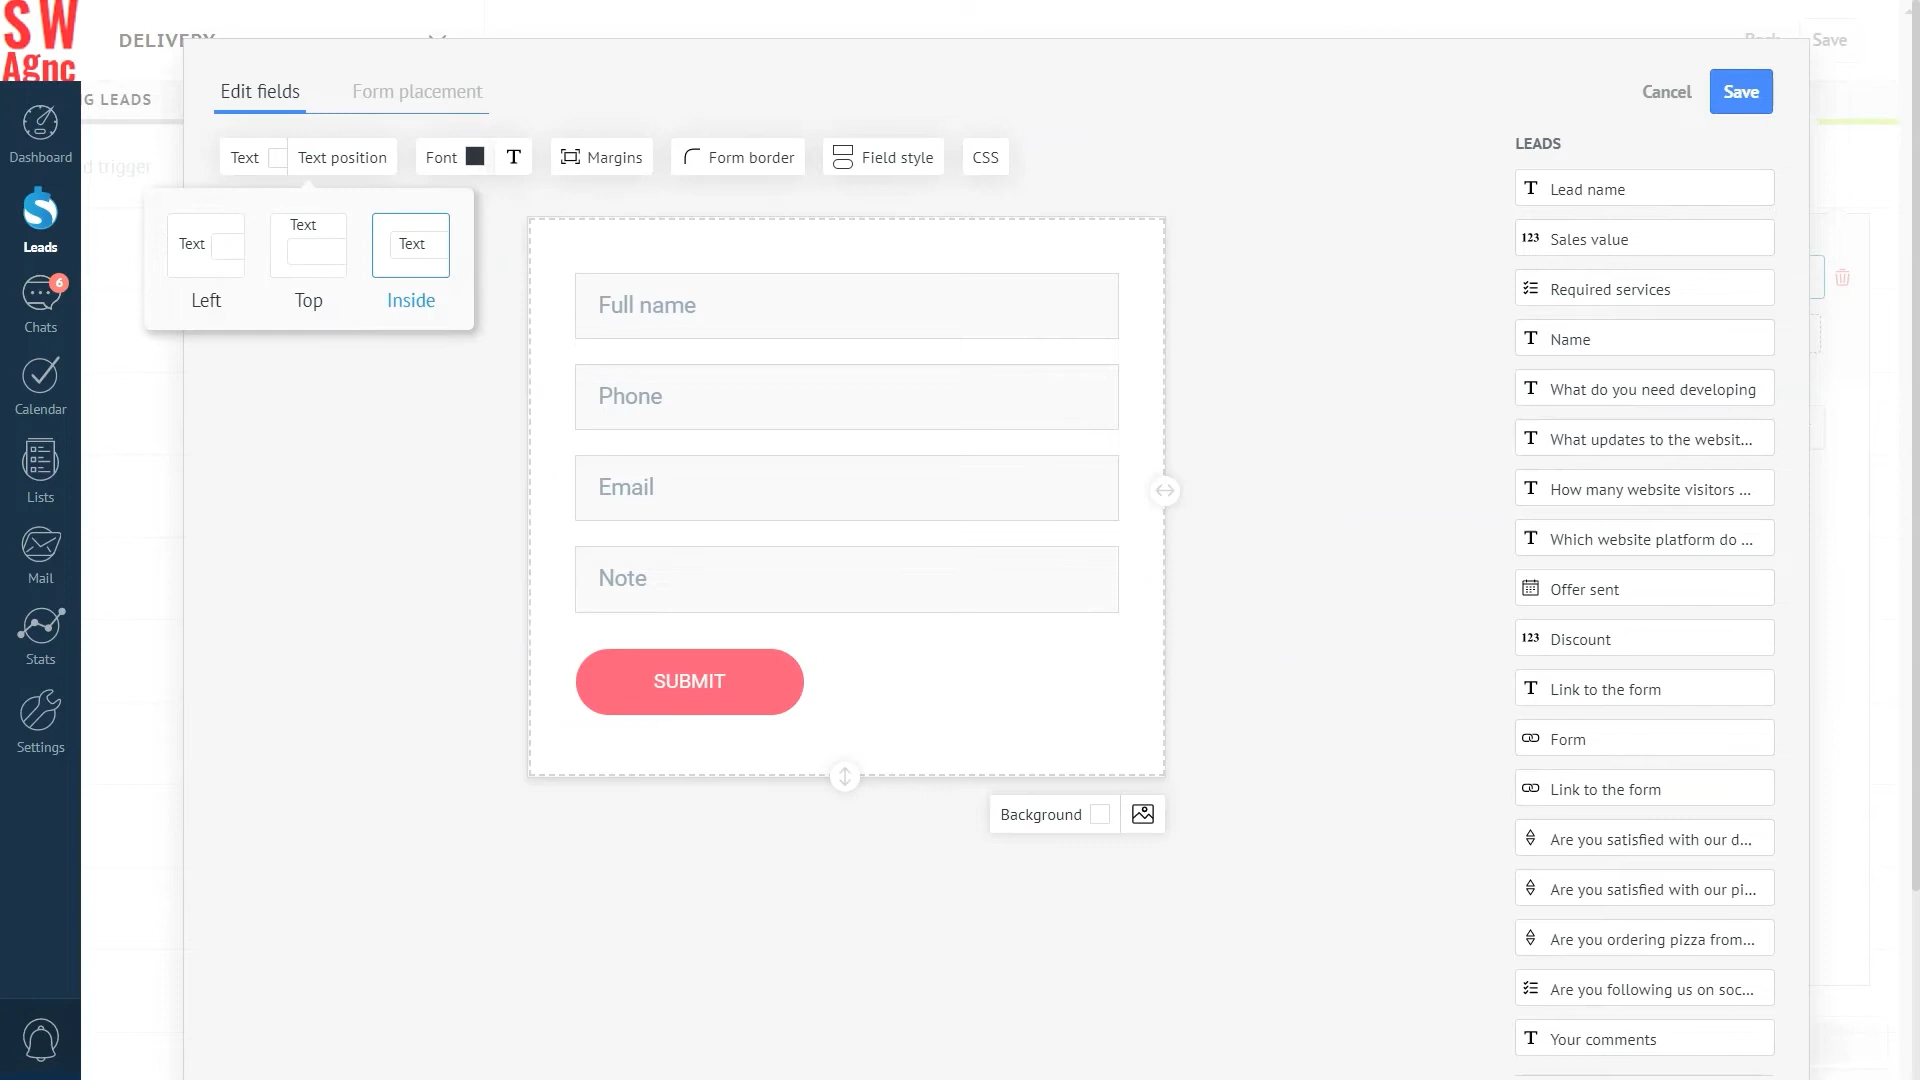 SW
Agnc
DELIVERY
Back
Save
G LEADS
d trigger
Edit fields
Form placement
Cancel
Save
Text
Text position
Font
T
Margins
Form border
Field style
CSS
Text
Left
Text
Top
Text
Inside
Full name
Phone
Email
Note
SUBMIT
Background
LEADS
T Lead name
123 Sales value
Required services
T Name
T What do you need developing
T What updates to the websit...
T How many website visitors ...
T Which website platform do ...
Offer sent
123 Discount
T Link to the form
Form
Link to the form
Are you satisfied with our d...
Are you satisfied with our pi...
Are you ordering pizza from...
Are you following us on soc...
T Your comments
Dashboard
Leads
6
Chats
Calendar
Lists
Mail
Stats
Settings